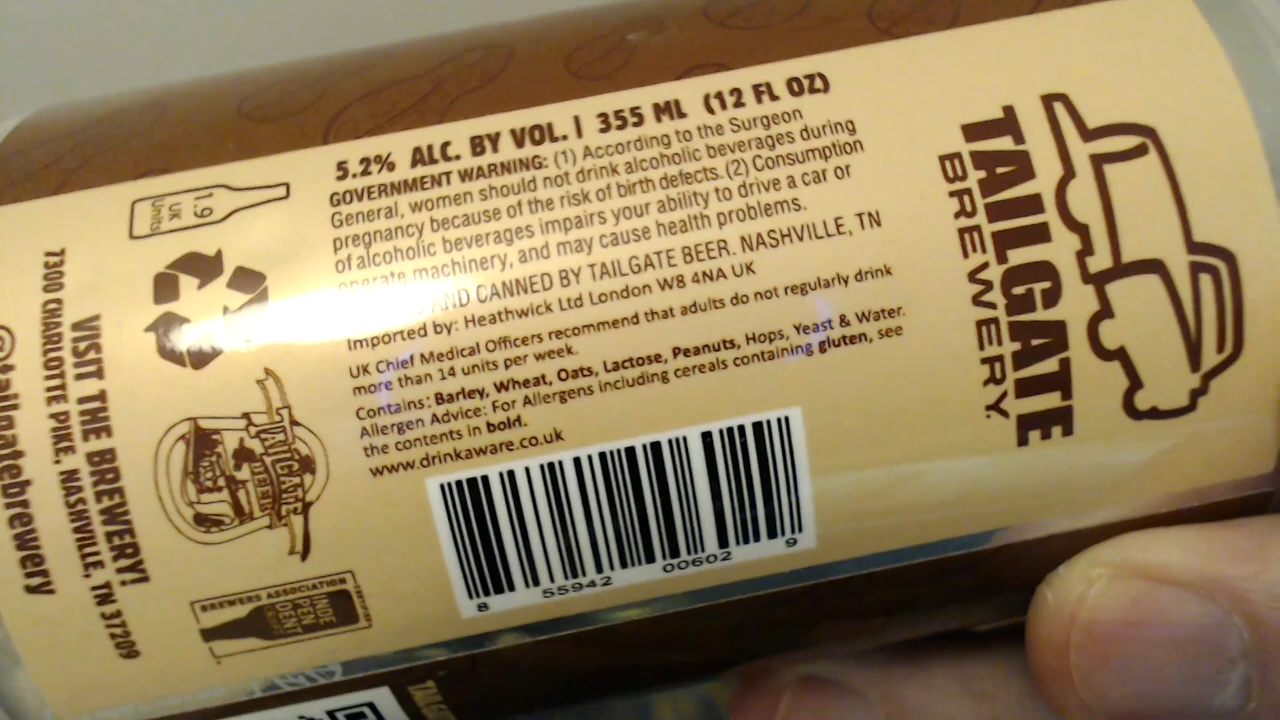 5.2% ALC. BY VOL. | 355 ML (12 FL OZ)
GOVERNMENT WARNING: (1) According to the Surgeon
General, women should not drink alcoholic beverages during
pregnancy because of the risk of birth defects. (2) Consumption
of alcoholic beverages impairs your ability to drive a car or
operate machinery, and may cause health problems.
AND CANNED BY TAILGATE BEER. NASHVILLE, TN
Imported by: Heathwick Ltd London W8 4NA UK
UK Chief Medical Officers recommend that adults do not regularly drink
more than 14 units per week.
Contains: Barley, Wheat, Oats, Lactose, Peanuts, Hops, Yeast & Water.
Allergen Advice: For Allergens including cereals containing gluten, see
the contents in bold.
www.drinkaware.co.uk
8 55942 00602 9
TAILGATE
BREWERY
1.9
UK
Units
TAILGATE
BEER
BREWERS ASSOCIATION
CERTIFIED
INDE
PEN
DENT
CRAFT
VISIT THE BREWERY!
7300 CHARLOTTE PIKE, NASHVILLE, TN 37209
@tailgatebrewery